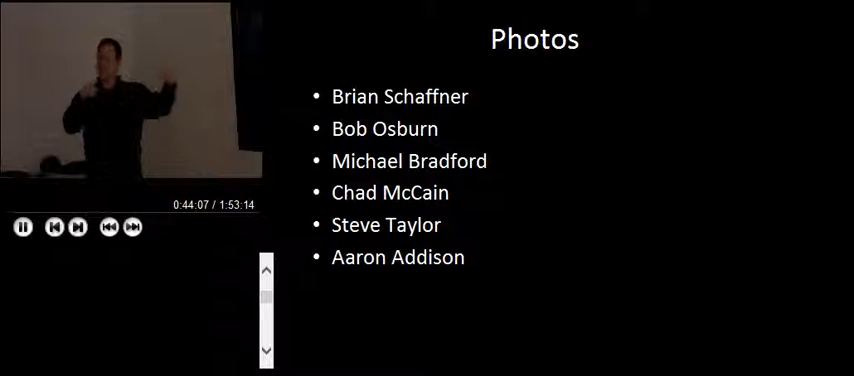 Photos
• Brian Schaffner
• Bob Osburn
• Michael Bradford
• Chad McCain
• Steve Taylor
• Aaron Addison
0:44:07 / 1:53:14